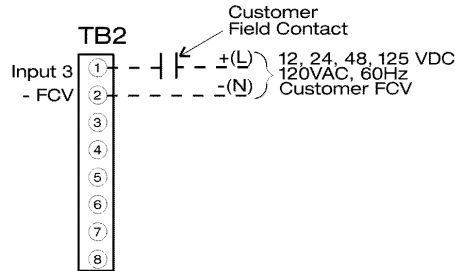 Customer
Field Contact
TB2
Input 3 1 +(L) 12, 24, 48, 125 VDC
120VAC, 60Hz
- FCV 2 -(N) Customer FCV
3
4
5
6
7
8